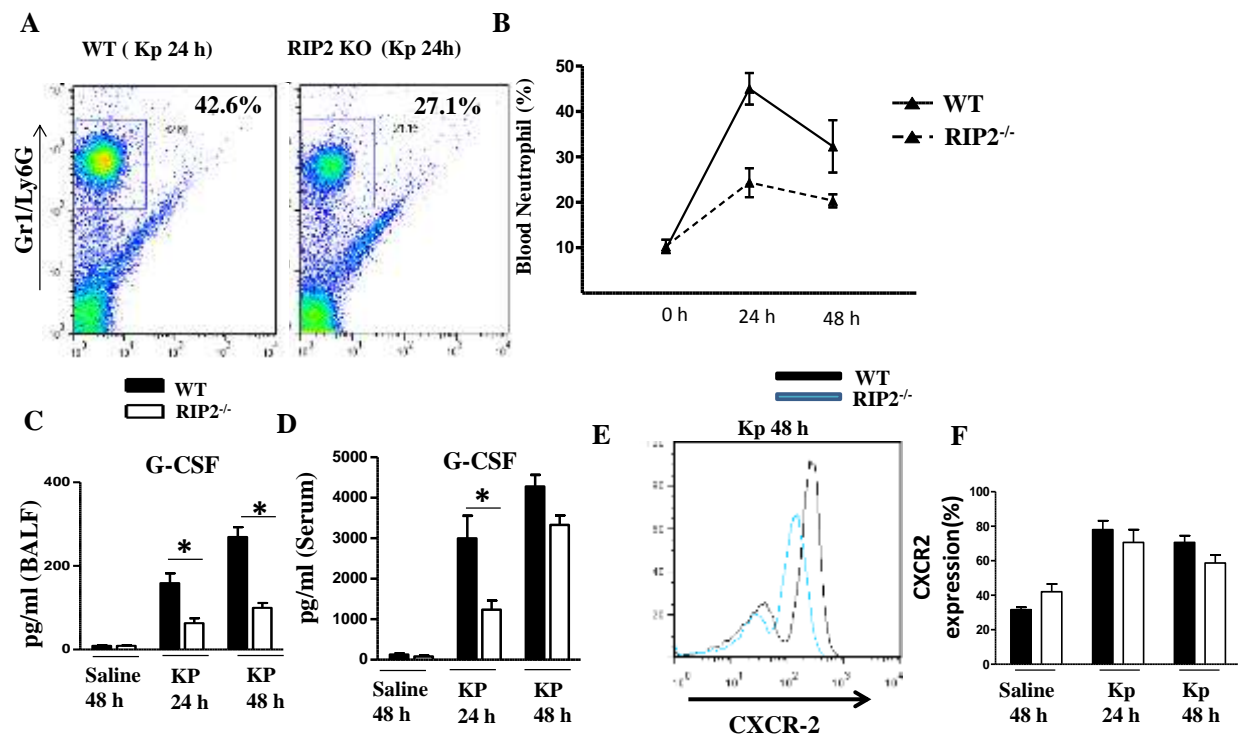 A
WT ( Kp 24 h)
RIP2 KO (Kp 24h)
42.6%
27.1%
Gr1/Ly6G
B
Blood Neutrophil (%)
50
40
30
20
10
0 h
24 h
48 h
WT
RIP2-/-
WT
RIP2-/-
C
G-CSF
pg/ml (BALF)
400
200
0
*
*
Saline
48 h
KP
24 h
KP
48 h
D
G-CSF
pg/ml (Serum)
5000
4000
3000
2000
1000
0
*
Saline
48 h
KP
24 h
KP
48 h
WT
RIP2-/-
E
Kp 48 h
CXCR-2
F
CXCR2
expression(%)
100
80
60
40
20
0
Saline
48 h
Kp
24 h
Kp
48 h